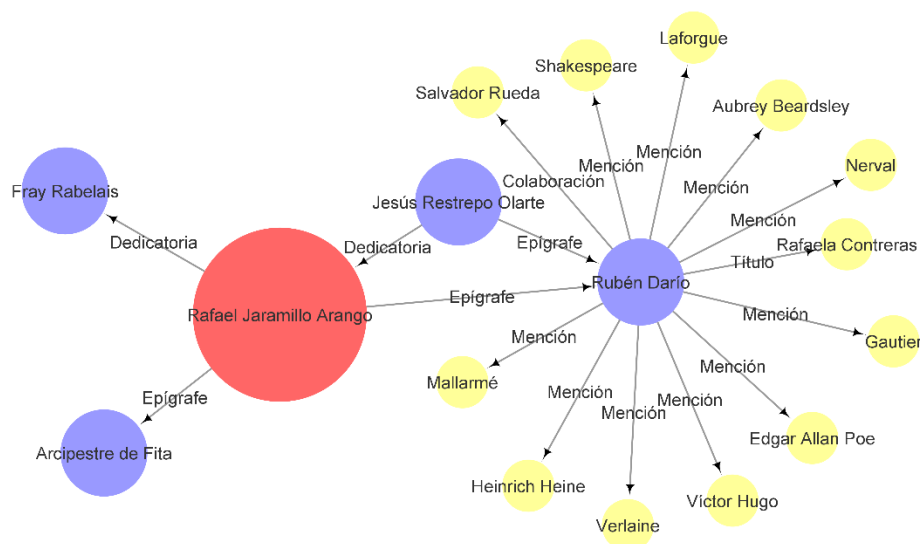 Laforgue
Shakespeare
Salvador Rueda
Aubrey Beardsley
Mención
Mención
Nerval
Fray Rabelais
Colaboración
Mención
Jesús Restrepo Olarte
Mención
Dedicatoria
Dedicatoria
Epígrafe
Rafaela Contreras
Título
Rubén Darío
Epígrafe
Rafael Jaramillo Arango
Mención
Mención
Gautier
Mención
Mallarmé
Epígrafe
Mención
Mención
Mención
Edgar Allan Poe
Arcipestre de Fita
Heinrich Heine
Víctor Hugo
Verlaine